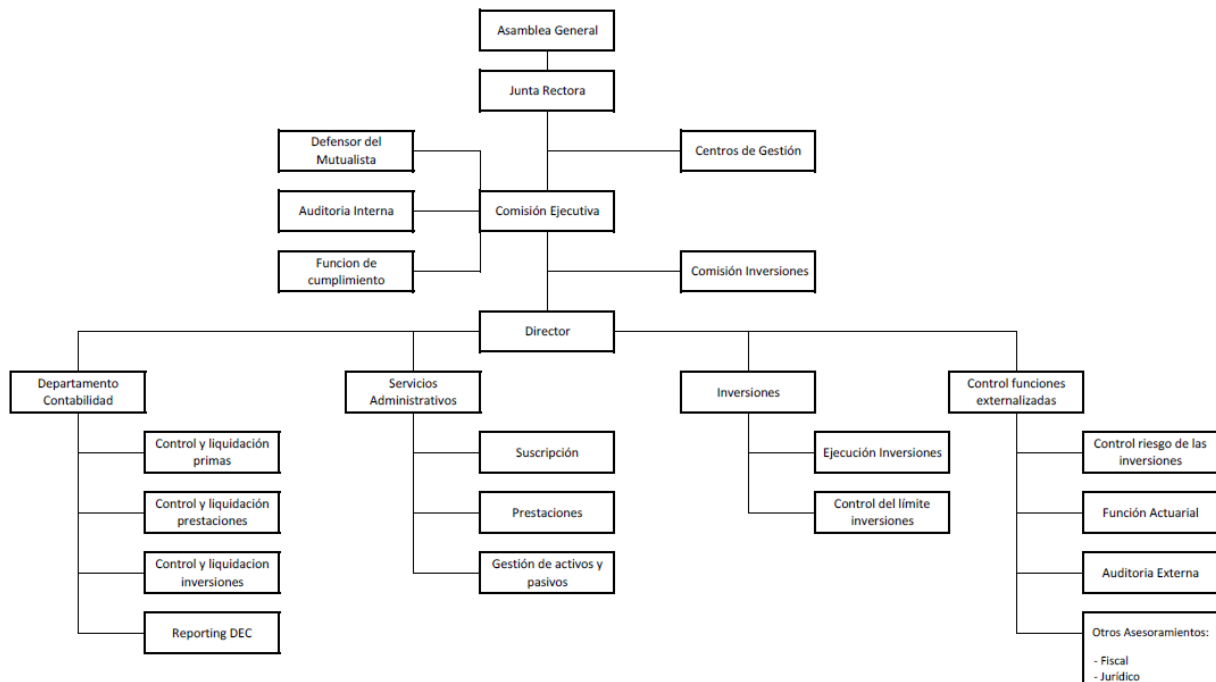 Asamblea General
Junta Rectora
Defensor del
Mutualista
Centros de Gestión
Auditoria Interna
Comisión Ejecutiva
Funcion de
cumplimiento
Comisión Inversiones
Director
Departamento
Contabilidad
Servicios
Administrativos
Inversiones
Control funciones
externalizadas
Control y liquidación
primas
Suscripción
Ejecución Inversiones
Control riesgo de las
inversiones
Control y liquidación
prestaciones
Prestaciones
Control del límite
inversiones
Función Actuarial
Control y liquidacion
inversiones
Gestión de activos y
pasivos
Auditoria Externa
Reporting DEC
Otros Asesoramientos:
- Fiscal
- Jurídico